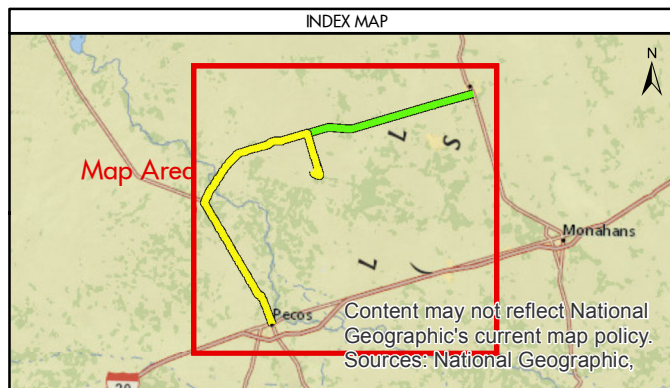 INDEX MAP
N
L
S
Map Area
Monahans
L
Pecos
Content may not reflect National
Geographic's current map policy.
Sources: National Geographic,
20